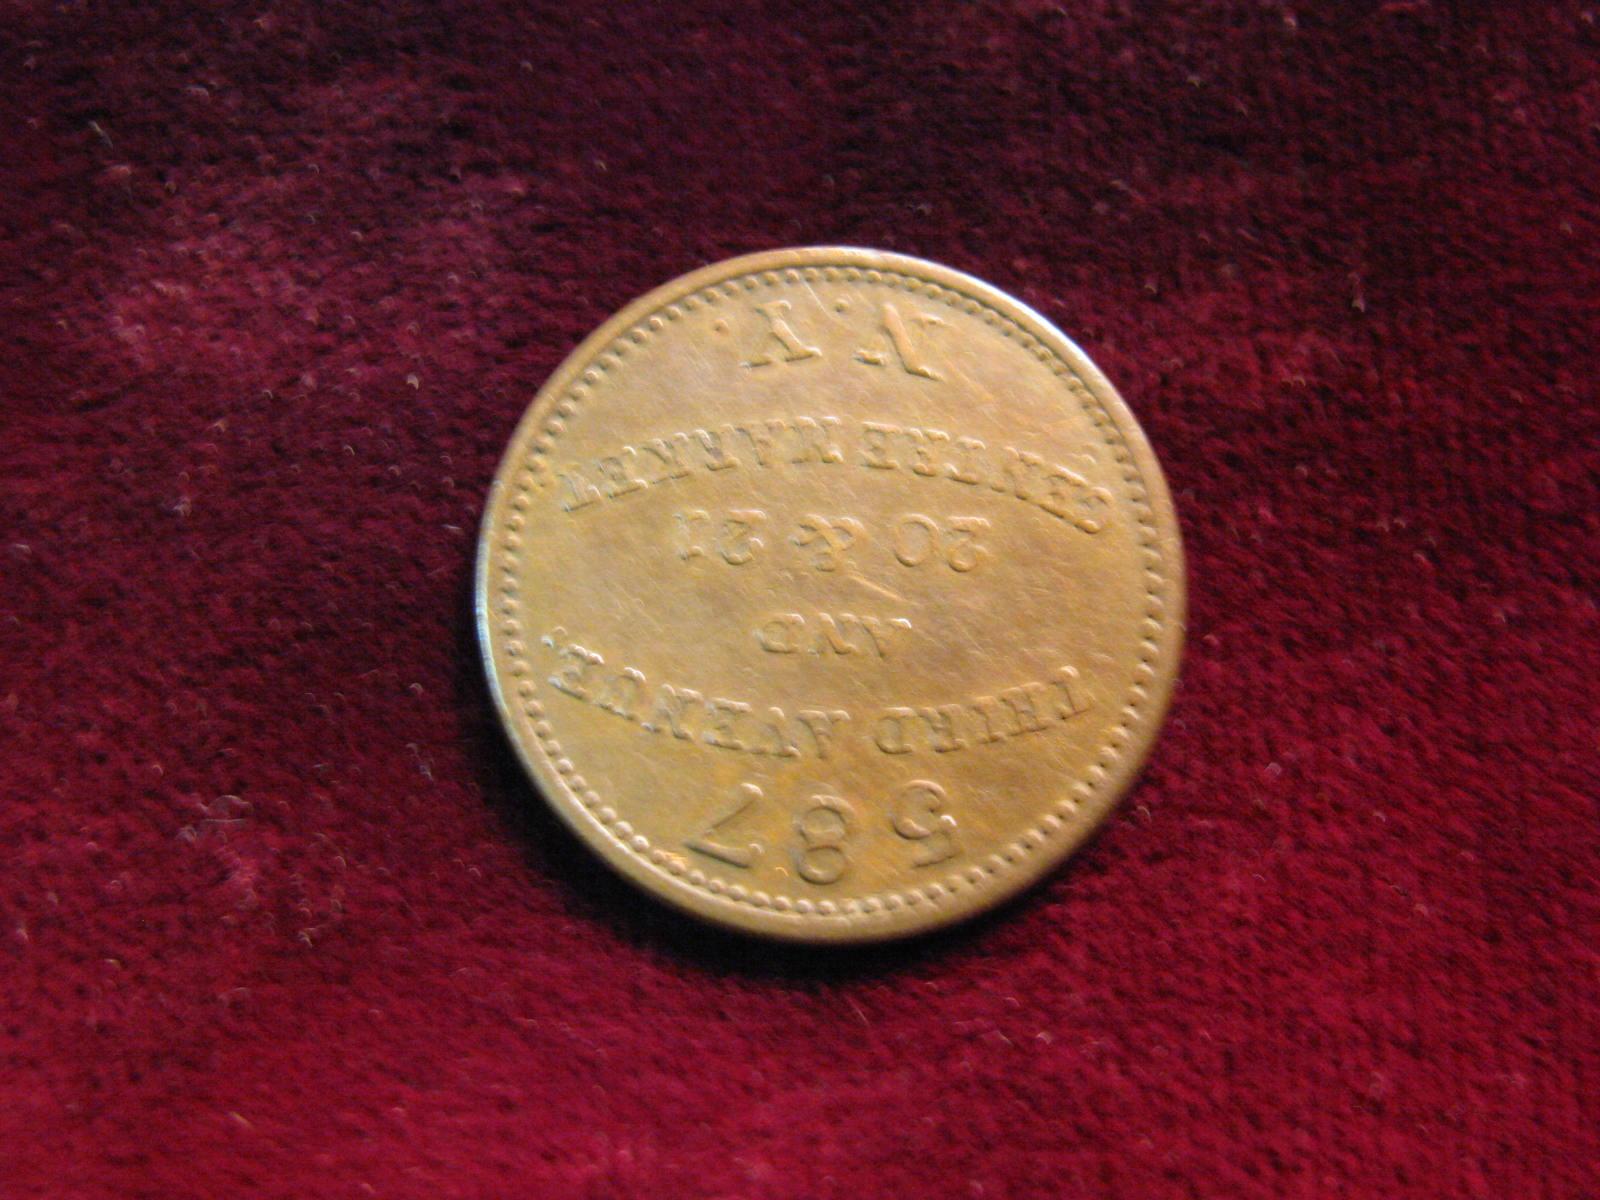 587
THIRD AVENUE,
AND
20 & 21
CENTRE MARKET
N.Y.